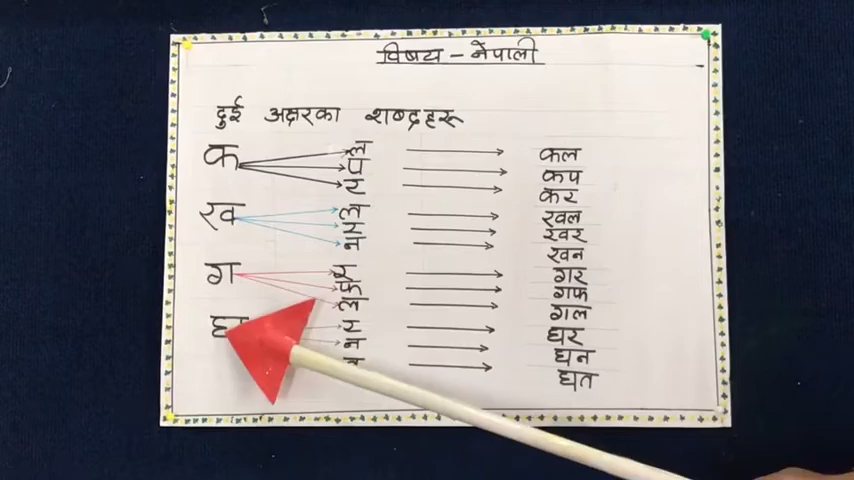 विषय - नेपाली
दुई अक्षरका शब्दहरू
क ल कल
प कप
र कर
ख ल खल
र खर
न खन
ग र गर
फ गफ
ल गल
घ र घर
न घन
घत